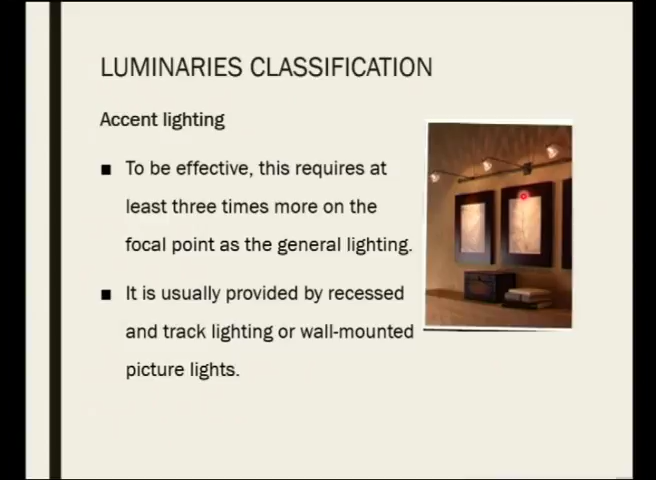 LUMINARIES CLASSIFICATION
Accent lighting
■ To be effective, this requires at
least three times more on the
focal point as the general lighting.
■ It is usually provided by recessed
and track lighting or wall-mounted
picture lights.